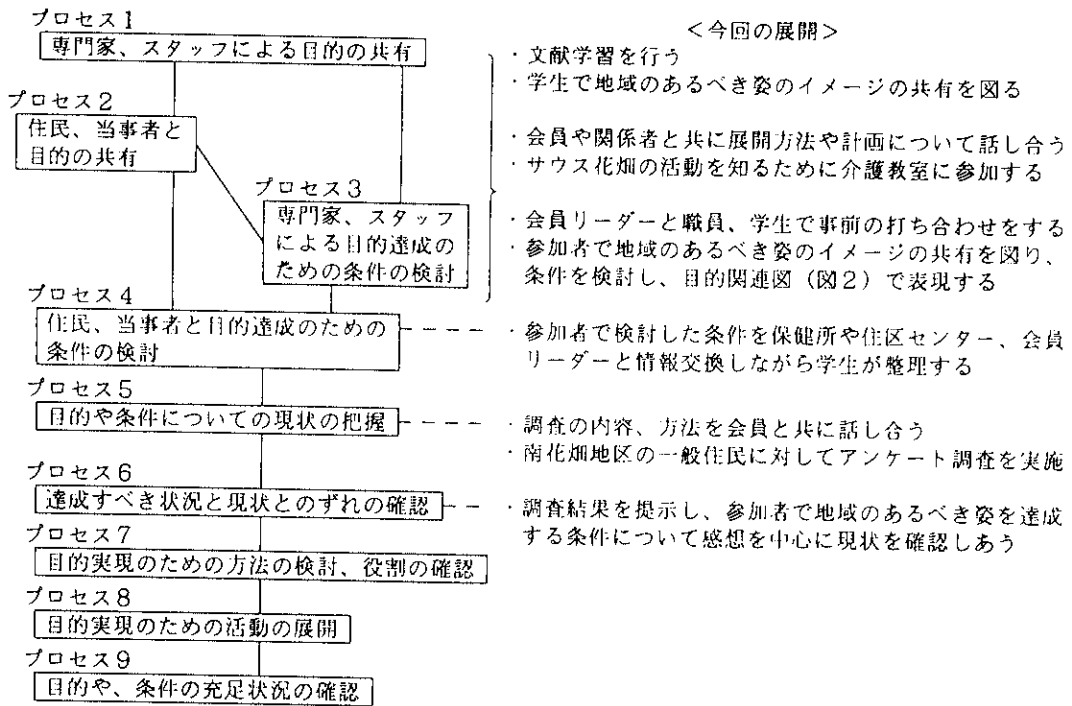 プロセス1
専門家、スタッフによる目的の共有
プロセス2
住民、当事者と
目的の共有
プロセス3
専門家、スタッフ
による目的達成の
ための条件の検討
プロセス4
住民、当事者と目的達成のための
条件の検討
プロセス5
目的や条件についての現状の把握
プロセス6
達成すべき状況と現状とのずれの確認
プロセス7
目的実現のための方法の検討、役割の確認
プロセス8
目的実現のための活動の展開
プロセス9
目的や、条件の充足状況の確認
<今回の展開>
・文献学習を行う
・学生で地域のあるべき姿のイメージの共有を図る
・会員や関係者と共に展開方法や計画について話し合う
・サウス花畑の活動を知るために介護教室に参加する
・会員リーダーと職員、学生で事前の打ち合わせをする
・参加者で地域のあるべき姿のイメージの共有を図り、
条件を検討し、目的関連図（図2）で表現する
・参加者で検討した条件を保健所や住区センター、会員
リーダーと情報交換しながら学生が整理する
・調査の内容、方法を会員と共に話し合う
・南花畑地区の一般住民に対してアンケート調査を実施
・調査結果を提示し、参加者で地域のあるべき姿を達成
する条件について感想を中心に現状を確認しあう